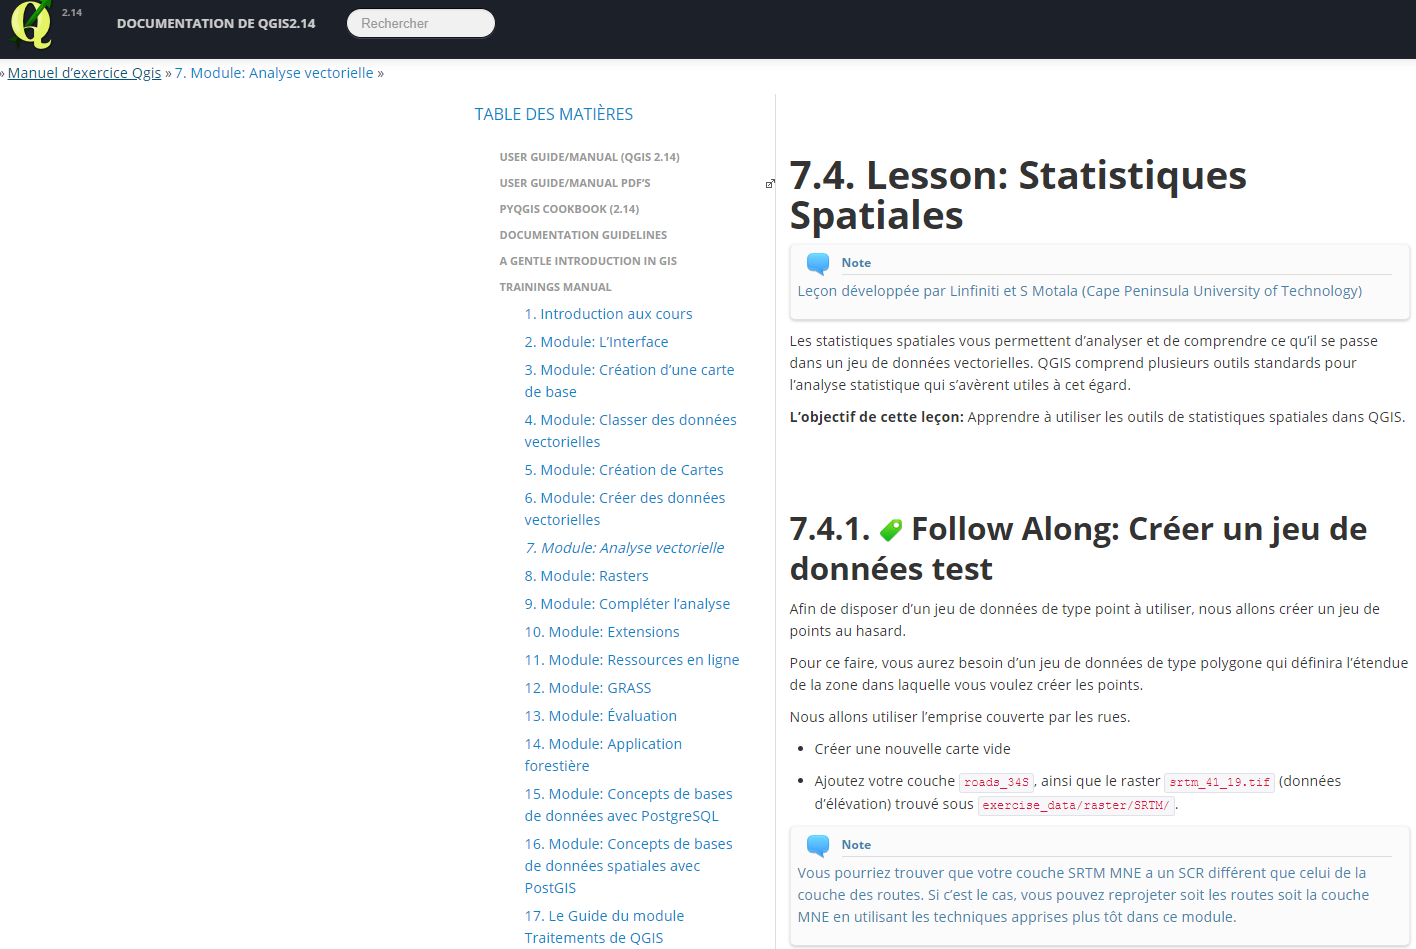 2.14
DOCUMENTATION DE QGIS2.14
Rechercher
» Manuel d’exercice Qgis » 7. Module: Analyse vectorielle »
TABLE DES MATIÈRES
USER GUIDE/MANUAL (QGIS 2.14)
USER GUIDE/MANUAL PDF’S
PYQGIS COOKBOOK (2.14)
DOCUMENTATION GUIDELINES
A GENTLE INTRODUCTION IN GIS
TRAININGS MANUAL
1. Introduction aux cours
2. Module: L’Interface
3. Module: Création d’une carte
de base
4. Module: Classer des données
vectorielles
5. Module: Création de Cartes
6. Module: Créer des données
vectorielles
7. Module: Analyse vectorielle
8. Module: Rasters
9. Module: Compléter l’analyse
10. Module: Extensions
11. Module: Ressources en ligne
12. Module: GRASS
13. Module: Évaluation
14. Module: Application
forestière
15. Module: Concepts de bases
de données avec PostgreSQL
16. Module: Concepts de bases
de données spatiales avec
PostGIS
17. Le Guide du module
Traitements de QGIS
7.4. Lesson: Statistiques
Spatiales
Note
Leçon développée par Linfiniti et S Motala (Cape Peninsula University of Technology)
Les statistiques spatiales vous permettent d’analyser et de comprendre ce qu’il se passe
dans un jeu de données vectorielles. QGIS comprend plusieurs outils standards pour
l’analyse statistique qui s’avèrent utiles à cet égard.
L’objectif de cette leçon: Apprendre à utiliser les outils de statistiques spatiales dans QGIS.
7.4.1. Follow Along: Créer un jeu de
données test
Afin de disposer d’un jeu de données de type point à utiliser, nous allons créer un jeu de
points au hasard.
Pour ce faire, vous aurez besoin d’un jeu de données de type polygone qui définira l’étendue
de la zone dans laquelle vous voulez créer les points.
Nous allons utiliser l’emprise couverte par les rues.
• Créer une nouvelle carte vide
• Ajoutez votre couche roads_34S, ainsi que le raster srtm_41_19.tif (données
d’élévation) trouvé sous exercise_data/raster/SRTM/.
Note
Vous pourriez trouver que votre couche SRTM MNE a un SCR différent que celui de la
couche des routes. Si c’est le cas, vous pouvez reprojeter soit les routes soit la couche
MNE en utilisant les techniques apprises plus tôt dans ce module.